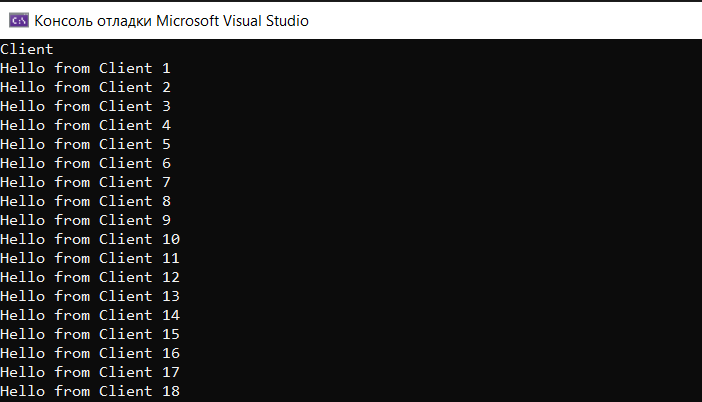 Консоль отладки Microsoft Visual Studio
Client
Hello from Client 1
Hello from Client 2
Hello from Client 3
Hello from Client 4
Hello from Client 5
Hello from Client 6
Hello from Client 7
Hello from Client 8
Hello from Client 9
Hello from Client 10
Hello from Client 11
Hello from Client 12
Hello from Client 13
Hello from Client 14
Hello from Client 15
Hello from Client 16
Hello from Client 17
Hello from Client 18